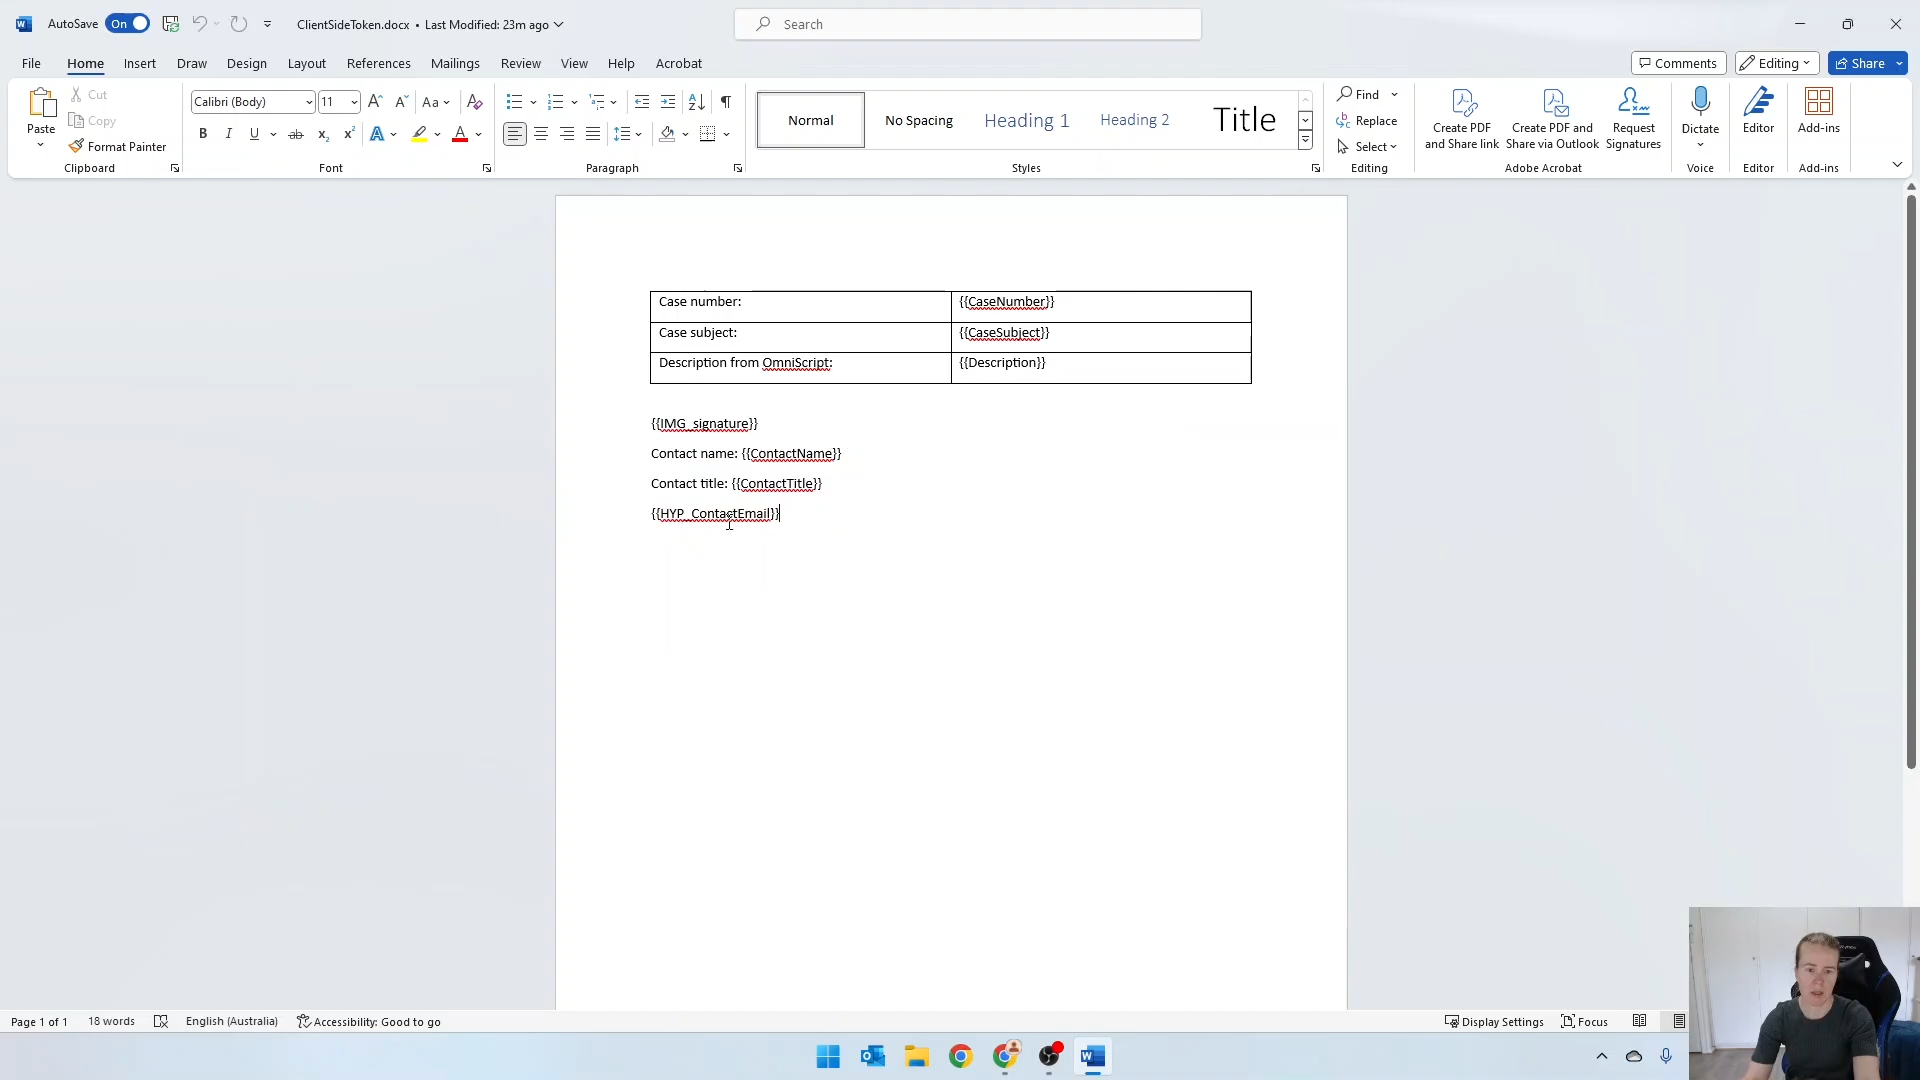 AutoSave On ClientSideToken.docx • Last Modified: 23m ago Search
File Home Insert Draw Design Layout References Mailings Review View Help Acrobat Comments Editing Share
Paste
Cut
Copy
Format Painter
Clipboard
Calibri (Body) 11 Aa
B I U ab x₂ x² A A
Font
Paragraph
Normal No Spacing Heading 1 Heading 2 Title
Styles
Find
Replace
Select
Editing
Create PDF
and Share link
Create PDF and
Share via Outlook
Request
Signatures
Adobe Acrobat
Dictate
Voice
Editor
Editor
Add-ins
Add-ins
Case number: {{CaseNumber}}
Case subject: {{CaseSubject}}
Description from OmniScript: {{Description}}
{{IMG_signature}}
Contact name: {{ContactName}}
Contact title: {{ContactTitle}}
{{HYP_ContactEmail}}
Page 1 of 1 18 words English (Australia) Accessibility: Good to go Display Settings Focus